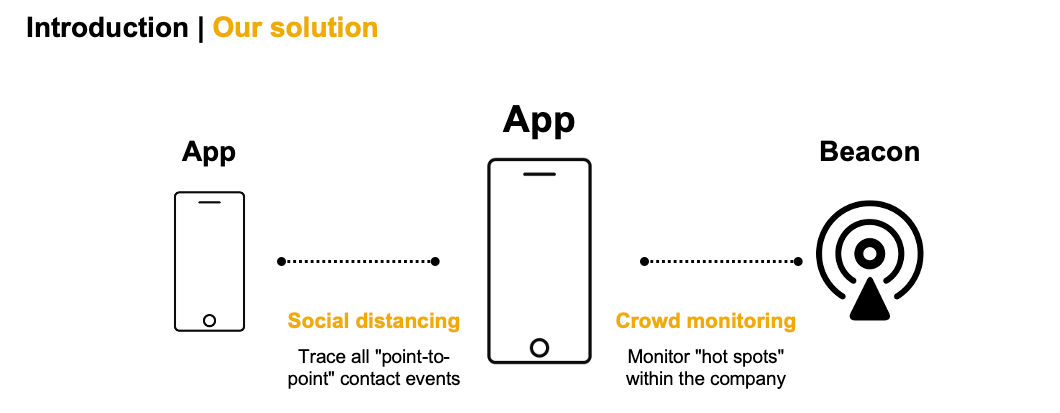 Introduction | Our solution
App
App
Beacon
Social distancing
Trace all "point-to-
point" contact events
Crowd monitoring
Monitor "hot spots"
within the company